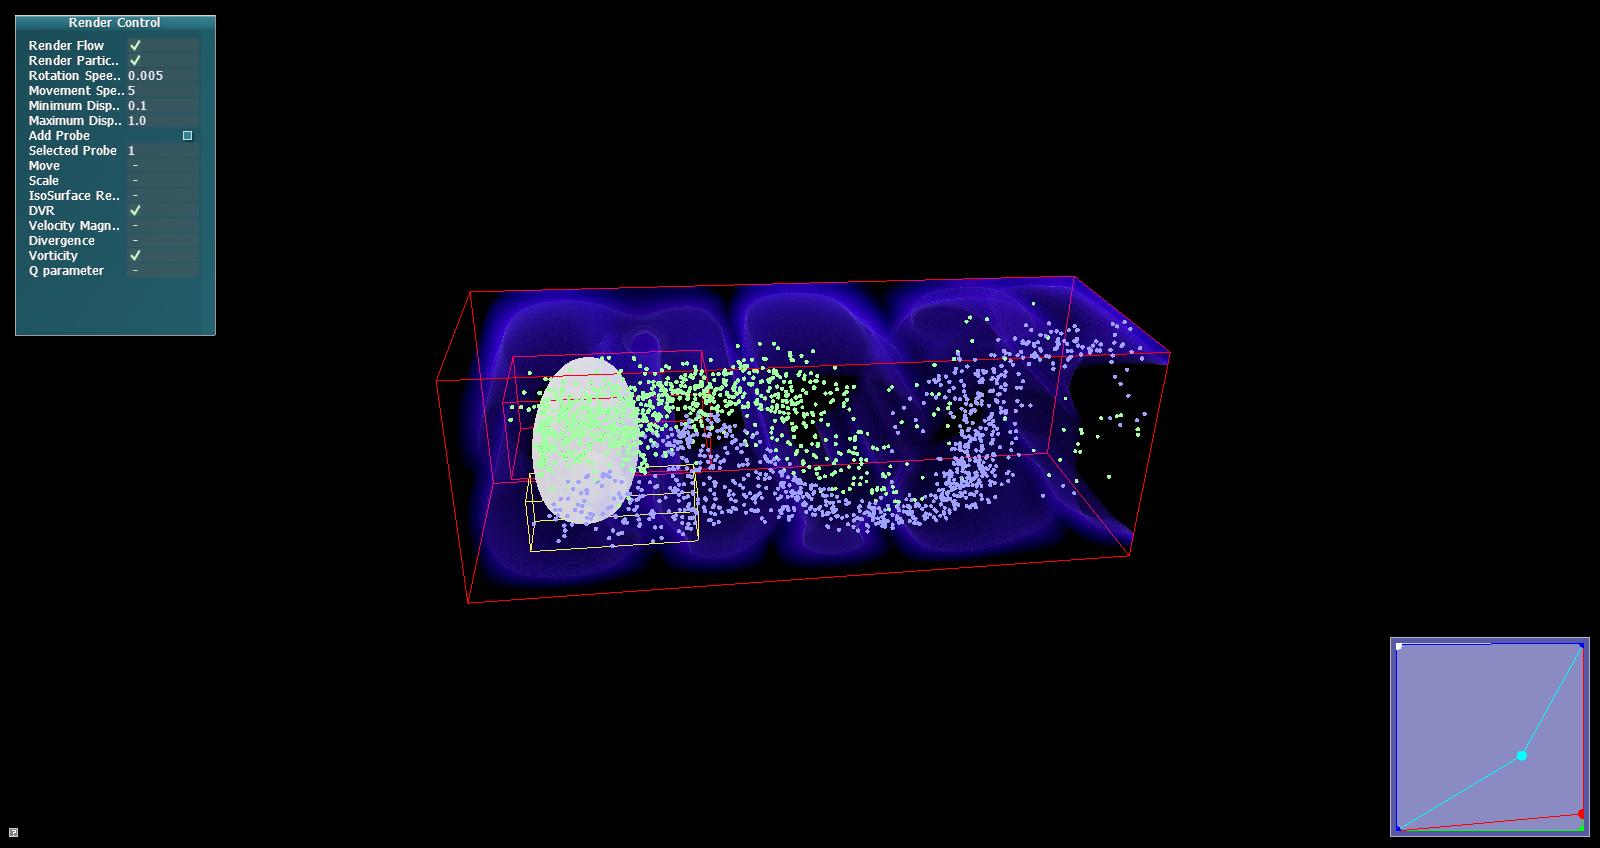 Render Control
Render Flow
Render Partic..
Rotation Spee.. 0.005
Movement Spe.. 5
Minimum Disp.. 0.1
Maximum Disp.. 1.0
Add Probe
Selected Probe 1
Move -
Scale -
IsoSurface Re.. -
DVR
Velocity Magn.. -
Divergence -
Vorticity
Q parameter -
?